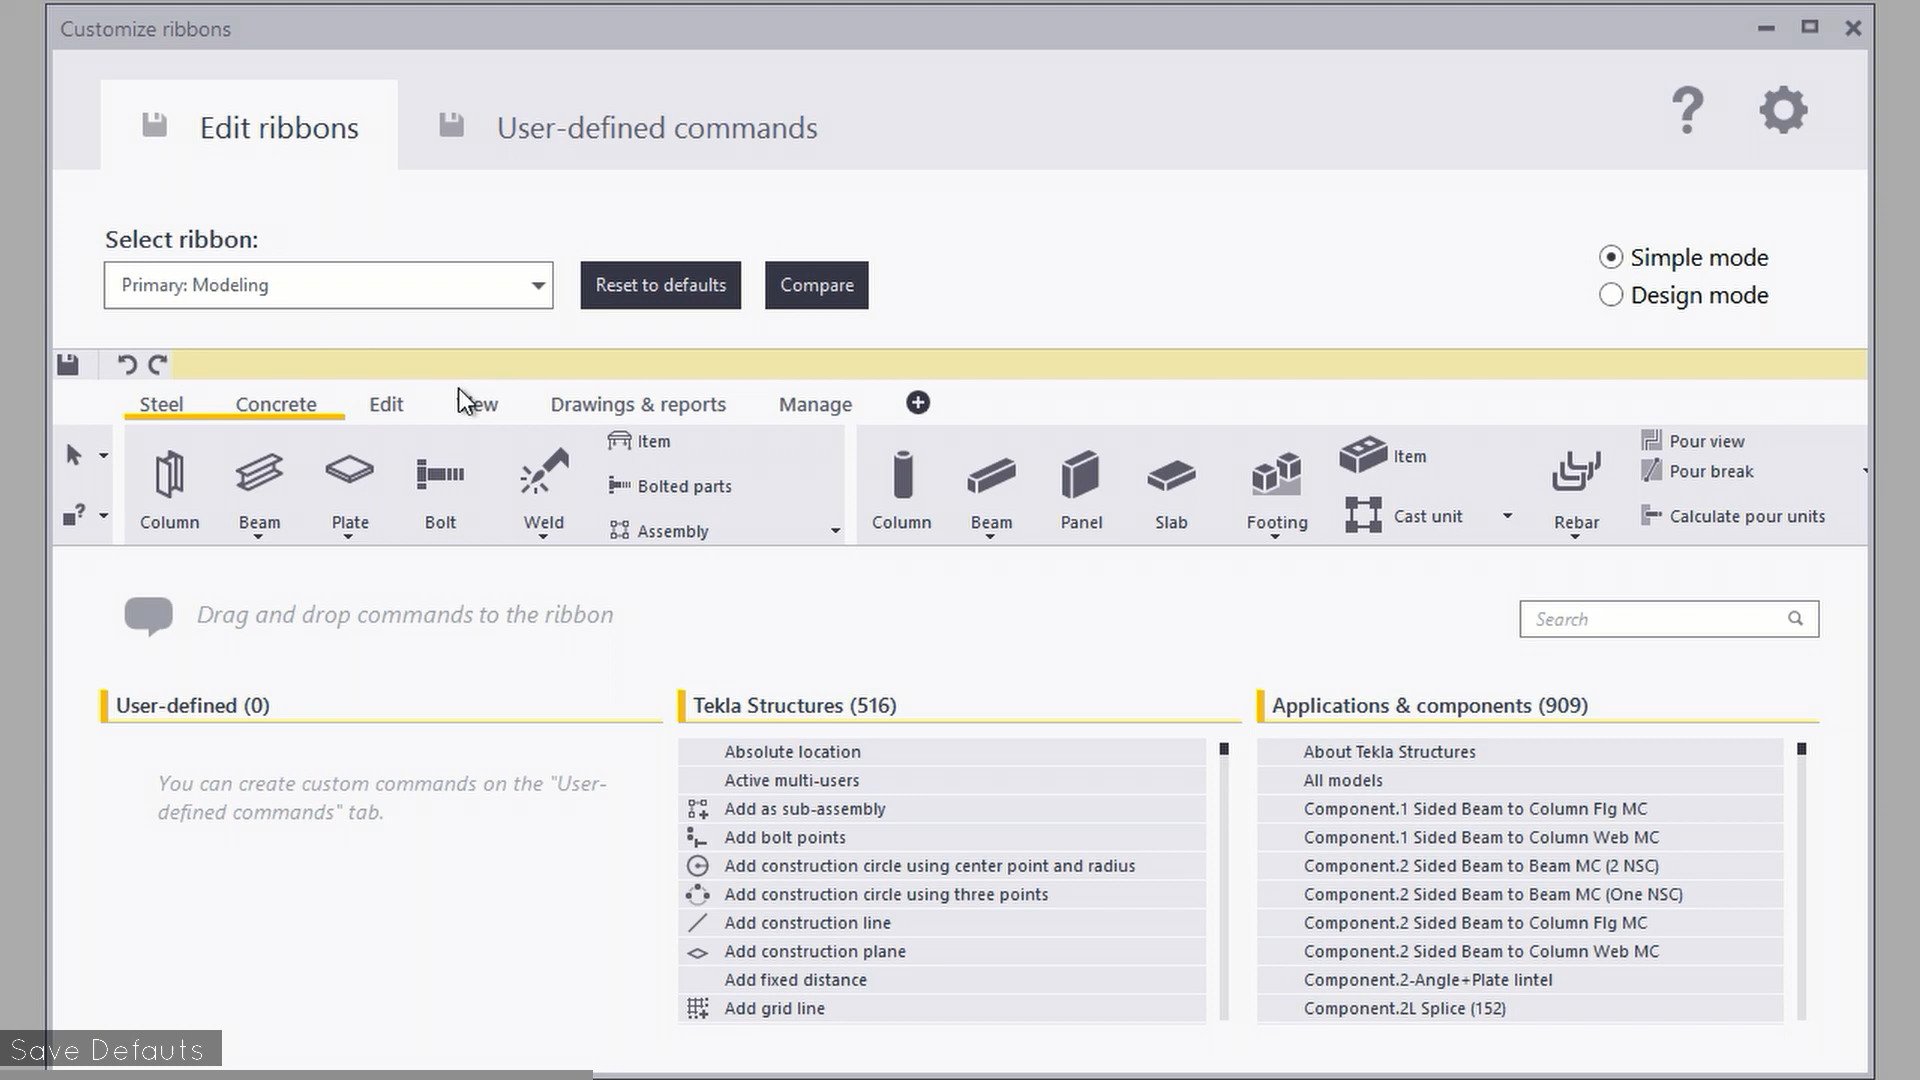 Customize ribbons
Edit ribbons
User-defined commands
?
Select ribbon:
Primary: Modeling
Reset to defaults
Compare
Simple mode
Design mode
Steel
Concrete
Edit
Drawings & reports
Manage
Column
Beam
Plate
Bolt
Weld
Item
Bolted parts
Assembly
Column
Beam
Panel
Slab
Footing
Item
Cast unit
Rebar
Pour view
Pour break
Calculate pour units
Drag and drop commands to the ribbon
Search
User-defined (0)
You can create custom commands on the "User-
defined commands" tab.
Tekla Structures (516)
Absolute location
Active multi-users
Add as sub-assembly
Add bolt points
Add construction circle using center point and radius
Add construction circle using three points
Add construction line
Add construction plane
Add fixed distance
Add grid line
Applications & components (909)
About Tekla Structures
All models
Component.1 Sided Beam to Column Flg MC
Component.1 Sided Beam to Column Web MC
Component.2 Sided Beam to Beam MC (2 NSC)
Component.2 Sided Beam to Beam MC (One NSC)
Component.2 Sided Beam to Column Flg MC
Component.2 Sided Beam to Column Web MC
Component.2-Angle+Plate lintel
Component.2L Splice (152)
Save Defauts